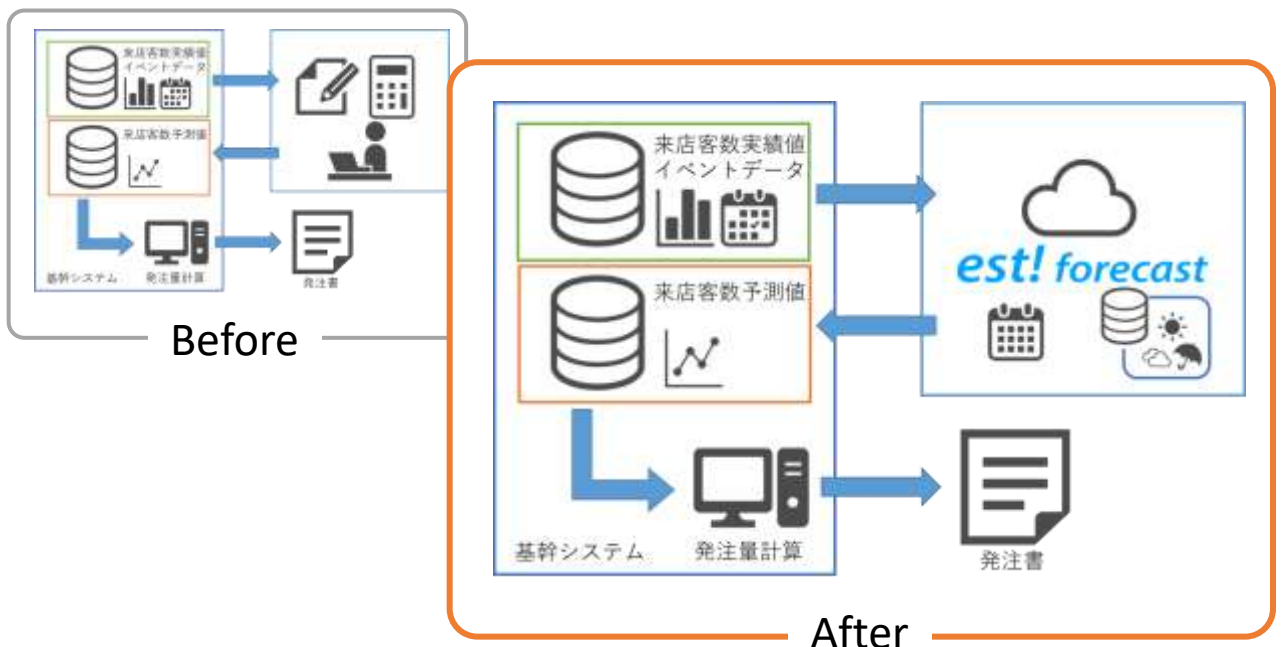 来店客数実績値
イベントデータ
来店客数予測値
基幹システム
発注量計算
発注書
Before
来店客数実績値
イベントデータ
est! forecast
来店客数予測値
基幹システム
発注量計算
発注書
After